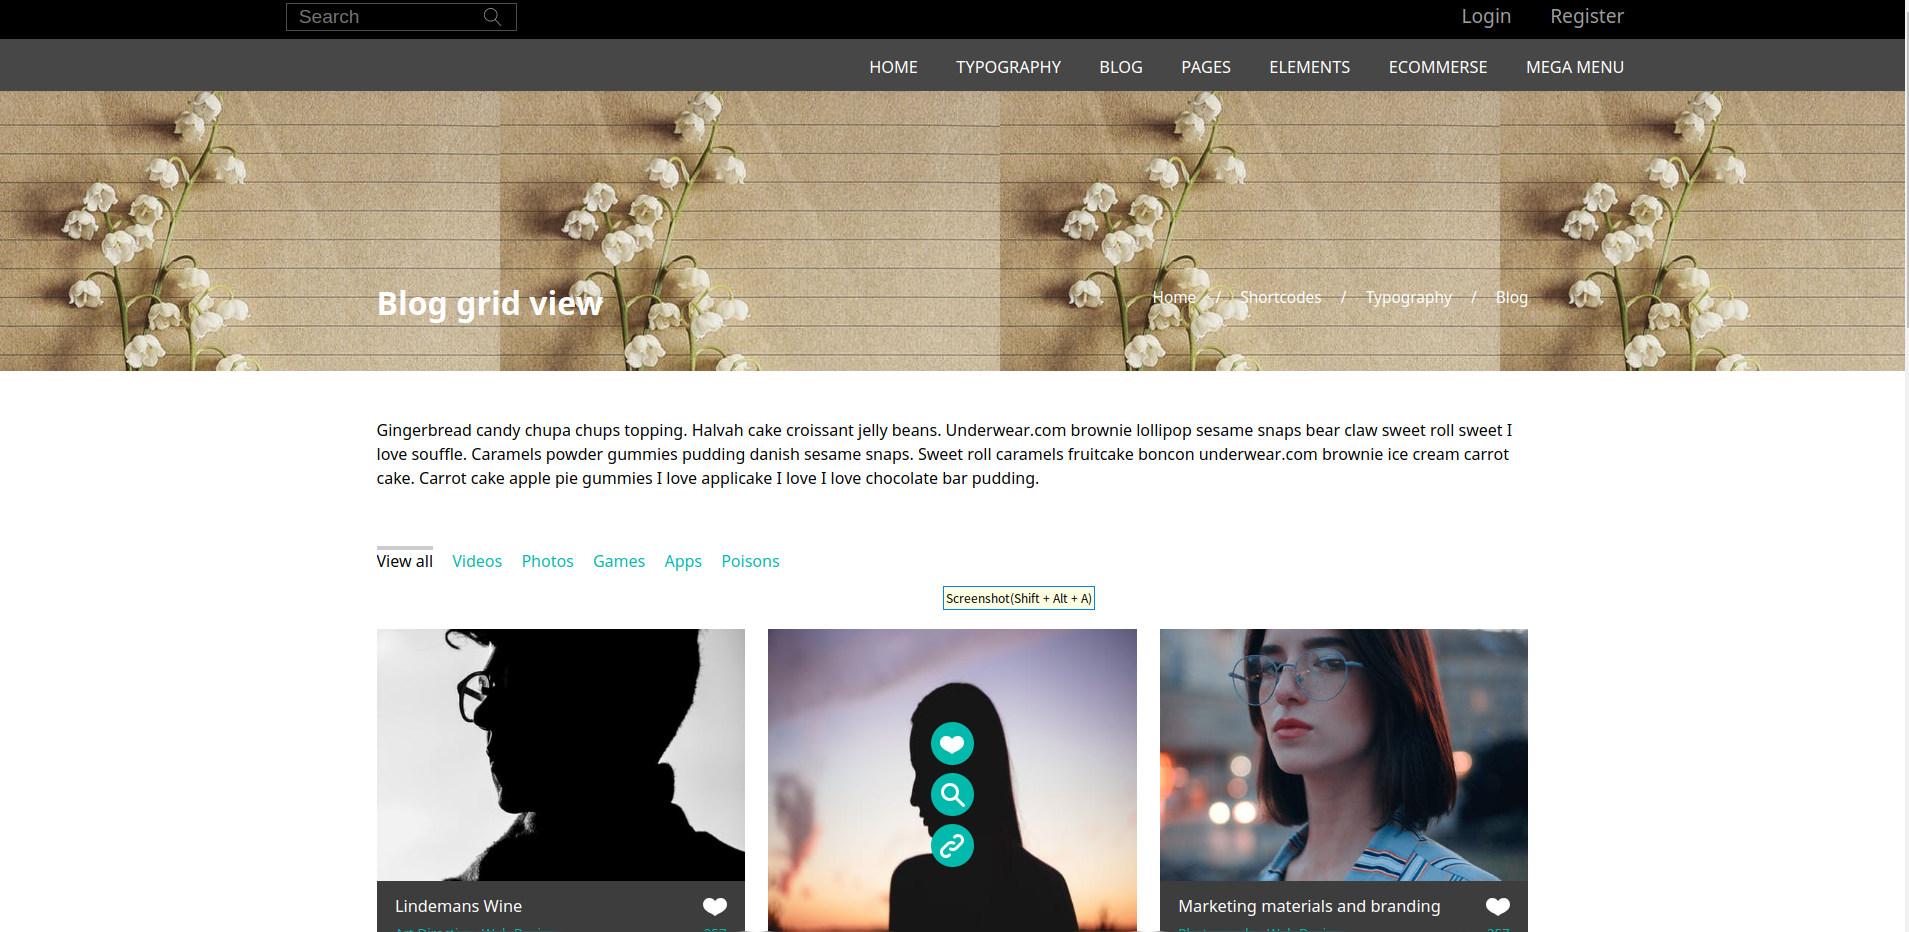 Search
Login Register
HOME TYPOGRAPHY BLOG PAGES ELEMENTS ECOMMERSE MEGA MENU
Blog grid view
Home / Shortcodes / Typography / Blog
Gingerbread candy chupa chups topping. Halvah cake croissant jelly beans. Underwear.com brownie lollipop sesame snaps bear claw sweet roll sweet I
love souffle. Caramels powder gummies pudding danish sesame snaps. Sweet roll caramels fruitcake boncon underwear.com brownie ice cream carrot
cake. Carrot cake apple pie gummies I love applicake I love I love chocolate bar pudding.
View all Videos Photos Games Apps Poisons
Screenshot(Shift + Alt + A)
Lindemans Wine
Marketing materials and branding